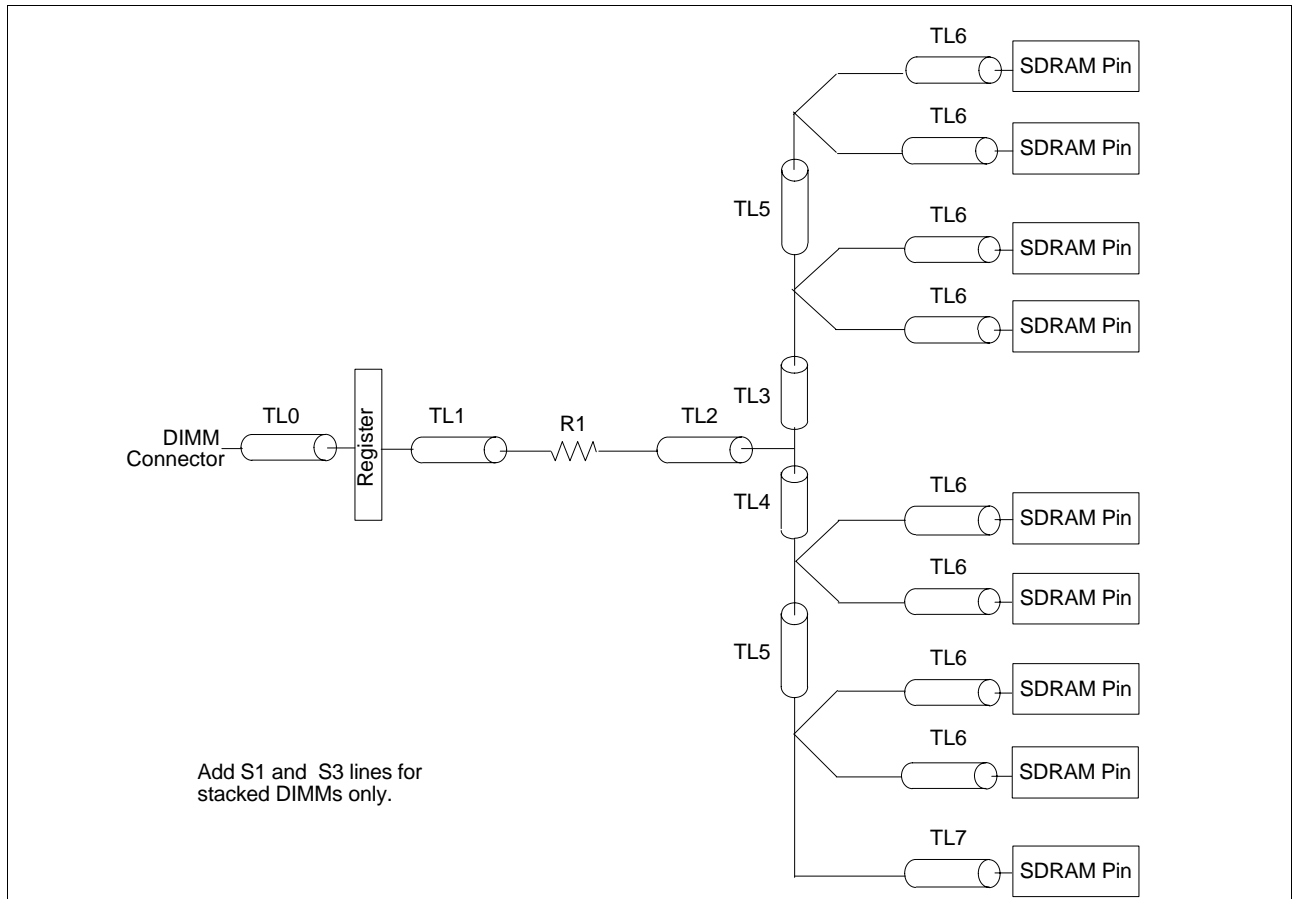 TL6
SDRAM Pin
TL6
SDRAM Pin
TL5
TL6
SDRAM Pin
TL6
SDRAM Pin
TL3
DIMM
Connector
TL0
Register
TL1
R1
TL2
TL4
TL6
SDRAM Pin
TL6
SDRAM Pin
TL5
TL6
SDRAM Pin
TL6
SDRAM Pin
Add S1 and S3 lines for
stacked DIMMs only.
TL7
SDRAM Pin